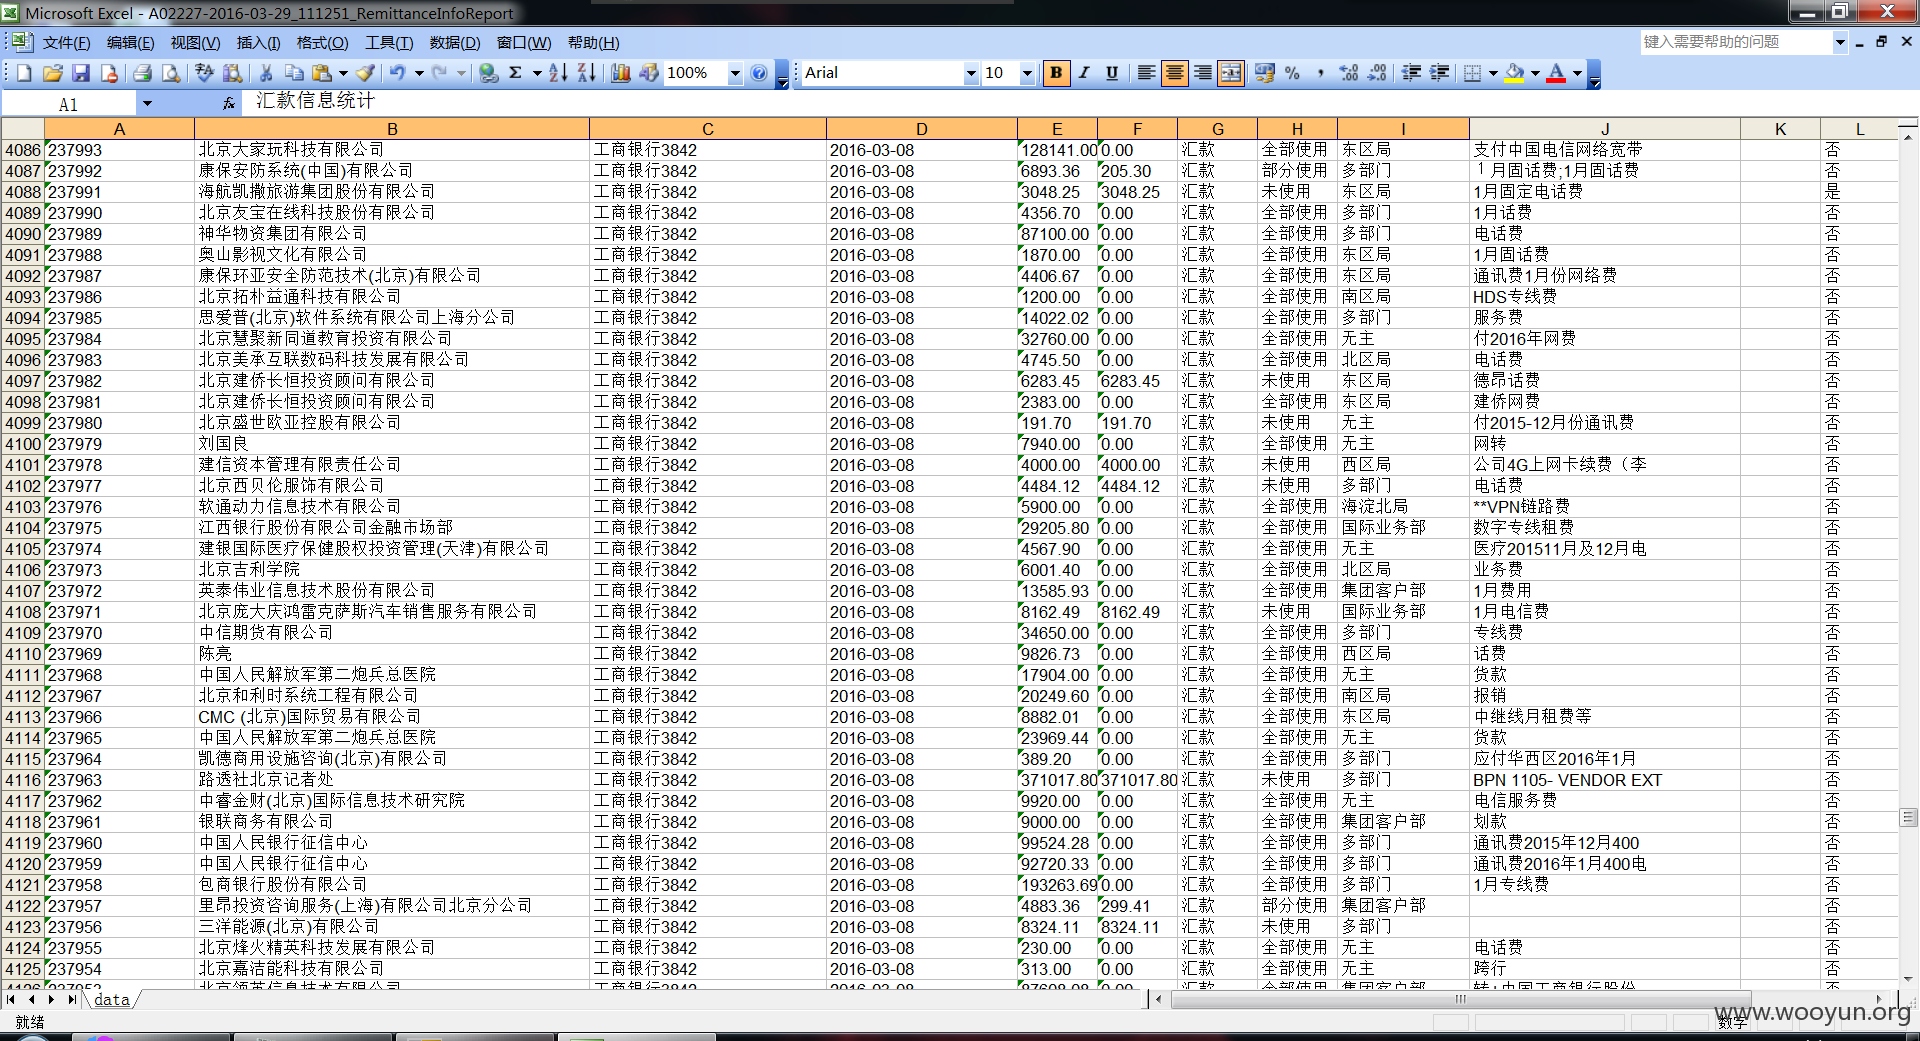 Microsoft Excel - A02227-2016-03-29_111251_RemittanceInfoReport
文件(F) 编辑(E) 视图(V) 插入(I) 格式(O) 工具(T) 数据(D) 窗口(W) 帮助(H) 键入需要帮助的问题
100% Arial 10 B I U
A1 fx 汇款信息统计
A B C D E F G H I J K L
4086 237993 北京大家玩科技有限公司 工商银行3842 2016-03-08 128141.00 0.00 汇款 全部使用 东区局 支付中国电信网络宽带 否
4087 237992 康保安防系统(中国)有限公司 工商银行3842 2016-03-08 6893.36 205.30 汇款 部分使用 多部门 月固话费;1月固话费 否
4088 237991 海航凯撒旅游集团股份有限公司 工商银行3842 2016-03-08 3048.25 3048.25 汇款 未使用 东区局 1月固定电话费 是
4089 237990 北京友宝在线科技股份有限公司 工商银行3842 2016-03-08 4356.70 0.00 汇款 全部使用 多部门 1月话费 否
4090 237989 神华物资集团有限公司 工商银行3842 2016-03-08 87100.00 0.00 汇款 全部使用 多部门 电话费 否
4091 237988 奥山影视文化有限公司 工商银行3842 2016-03-08 1870.00 0.00 汇款 全部使用 东区局 1月固话费 否
4092 237987 康保环亚安全防范技术(北京)有限公司 工商银行3842 2016-03-08 4406.67 0.00 汇款 全部使用 东区局 通讯费1月份网络费 否
4093 237986 北京拓朴益通科技有限公司 工商银行3842 2016-03-08 1200.00 0.00 汇款 全部使用 南区局 HDS专线费 否
4094 237985 思爱普(北京)软件系统有限公司上海分公司 工商银行3842 2016-03-08 14022.02 0.00 汇款 全部使用 多部门 服务费 否
4095 237984 北京慧聚新同道教育投资有限公司 工商银行3842 2016-03-08 32760.00 0.00 汇款 全部使用 无主 付2016年网费 否
4096 237983 北京美承互联数码科技发展有限公司 工商银行3842 2016-03-08 4745.50 0.00 汇款 全部使用 北区局 电话费 否
4097 237982 北京建侨长恒投资顾问有限公司 工商银行3842 2016-03-08 6283.45 6283.45 汇款 未使用 东区局 德昂话费 否
4098 237981 北京建侨长恒投资顾问有限公司 工商银行3842 2016-03-08 2383.00 0.00 汇款 全部使用 东区局 建侨网费 否
4099 237980 北京盛世欧亚控股有限公司 工商银行3842 2016-03-08 191.70 191.70 汇款 未使用 无主 付2015-12月份通讯费 否
4100 237979 刘国良 工商银行3842 2016-03-08 7940.00 0.00 汇款 全部使用 无主 网转 否
4101 237978 建信资本管理有限责任公司 工商银行3842 2016-03-08 4000.00 4000.00 汇款 未使用 西区局 公司4G上网卡续费（李 否
4102 237977 北京西贝伦服饰有限公司 工商银行3842 2016-03-08 4484.12 4484.12 汇款 未使用 多部门 电话费 否
4103 237976 软通动力信息技术有限公司 工商银行3842 2016-03-08 5900.00 0.00 汇款 全部使用 海淀北局 **VPN链路费 否
4104 237975 江西银行股份有限公司金融市场部 工商银行3842 2016-03-08 29205.80 0.00 汇款 全部使用 国际业务部 数字专线租费 否
4105 237974 建银国际医疗保健股权投资管理(天津)有限公司 工商银行3842 2016-03-08 4567.90 0.00 汇款 全部使用 无主 医疗201511月及12月电 否
4106 237973 北京吉利学院 工商银行3842 2016-03-08 6001.40 0.00 汇款 全部使用 北区局 业务费 否
4107 237972 英泰伟业信息技术股份有限公司 工商银行3842 2016-03-08 13585.93 0.00 汇款 全部使用 集团客户部 1月费用 否
4108 237971 北京庞大庆鸿雷克萨斯汽车销售服务有限公司 工商银行3842 2016-03-08 8162.49 8162.49 汇款 未使用 国际业务部 1月电信费 否
4109 237970 中信期货有限公司 工商银行3842 2016-03-08 34650.00 0.00 汇款 全部使用 多部门 专线费 否
4110 237969 陈亮 工商银行3842 2016-03-08 9826.73 0.00 汇款 全部使用 西区局 话费 否
4111 237968 中国人民解放军第二炮兵总医院 工商银行3842 2016-03-08 17904.00 0.00 汇款 全部使用 无主 货款 否
4112 237967 北京和利时系统工程有限公司 工商银行3842 2016-03-08 20249.60 0.00 汇款 全部使用 南区局 报销 否
4113 237966 CMC (北京)国际贸易有限公司 工商银行3842 2016-03-08 8882.01 0.00 汇款 全部使用 东区局 中继线月租费等 否
4114 237965 中国人民解放军第二炮兵总医院 工商银行3842 2016-03-08 23969.44 0.00 汇款 全部使用 无主 货款 否
4115 237964 凯德商用设施咨询(北京)有限公司 工商银行3842 2016-03-08 389.20 0.00 汇款 全部使用 多部门 应付华西区2016年1月 否
4116 237963 路透社北京记者处 工商银行3842 2016-03-08 371017.80 371017.80 汇款 未使用 多部门 BPN 1105- VENDOR EXT 否
4117 237962 中睿金财(北京)国际信息技术研究院 工商银行3842 2016-03-08 9920.00 0.00 汇款 全部使用 无主 电信服务费 否
4118 237961 银联商务有限公司 工商银行3842 2016-03-08 9000.00 0.00 汇款 全部使用 集团客户部 划款 否
4119 237960 中国人民银行征信中心 工商银行3842 2016-03-08 99524.28 0.00 汇款 全部使用 多部门 通讯费2015年12月400 否
4120 237959 中国人民银行征信中心 工商银行3842 2016-03-08 92720.33 0.00 汇款 全部使用 多部门 通讯费2016年1月400电 否
4121 237958 包商银行股份有限公司 工商银行3842 2016-03-08 193263.69 0.00 汇款 全部使用 多部门 1月专线费 否
4122 237957 里昂投资咨询服务(上海)有限公司北京分公司 工商银行3842 2016-03-08 4883.36 299.41 汇款 部分使用 集团客户部 否
4123 237956 三洋能源(北京)有限公司 工商银行3842 2016-03-08 8324.11 8324.11 汇款 未使用 多部门 否
4124 237955 北京烽火精英科技发展有限公司 工商银行3842 2016-03-08 230.00 0.00 汇款 全部使用 无主 电话费 否
4125 237954 北京嘉洁能科技有限公司 工商银行3842 2016-03-08 313.00 0.00 汇款 全部使用 无主 跨行 否
data
就绪 数字
www.wooyun.org